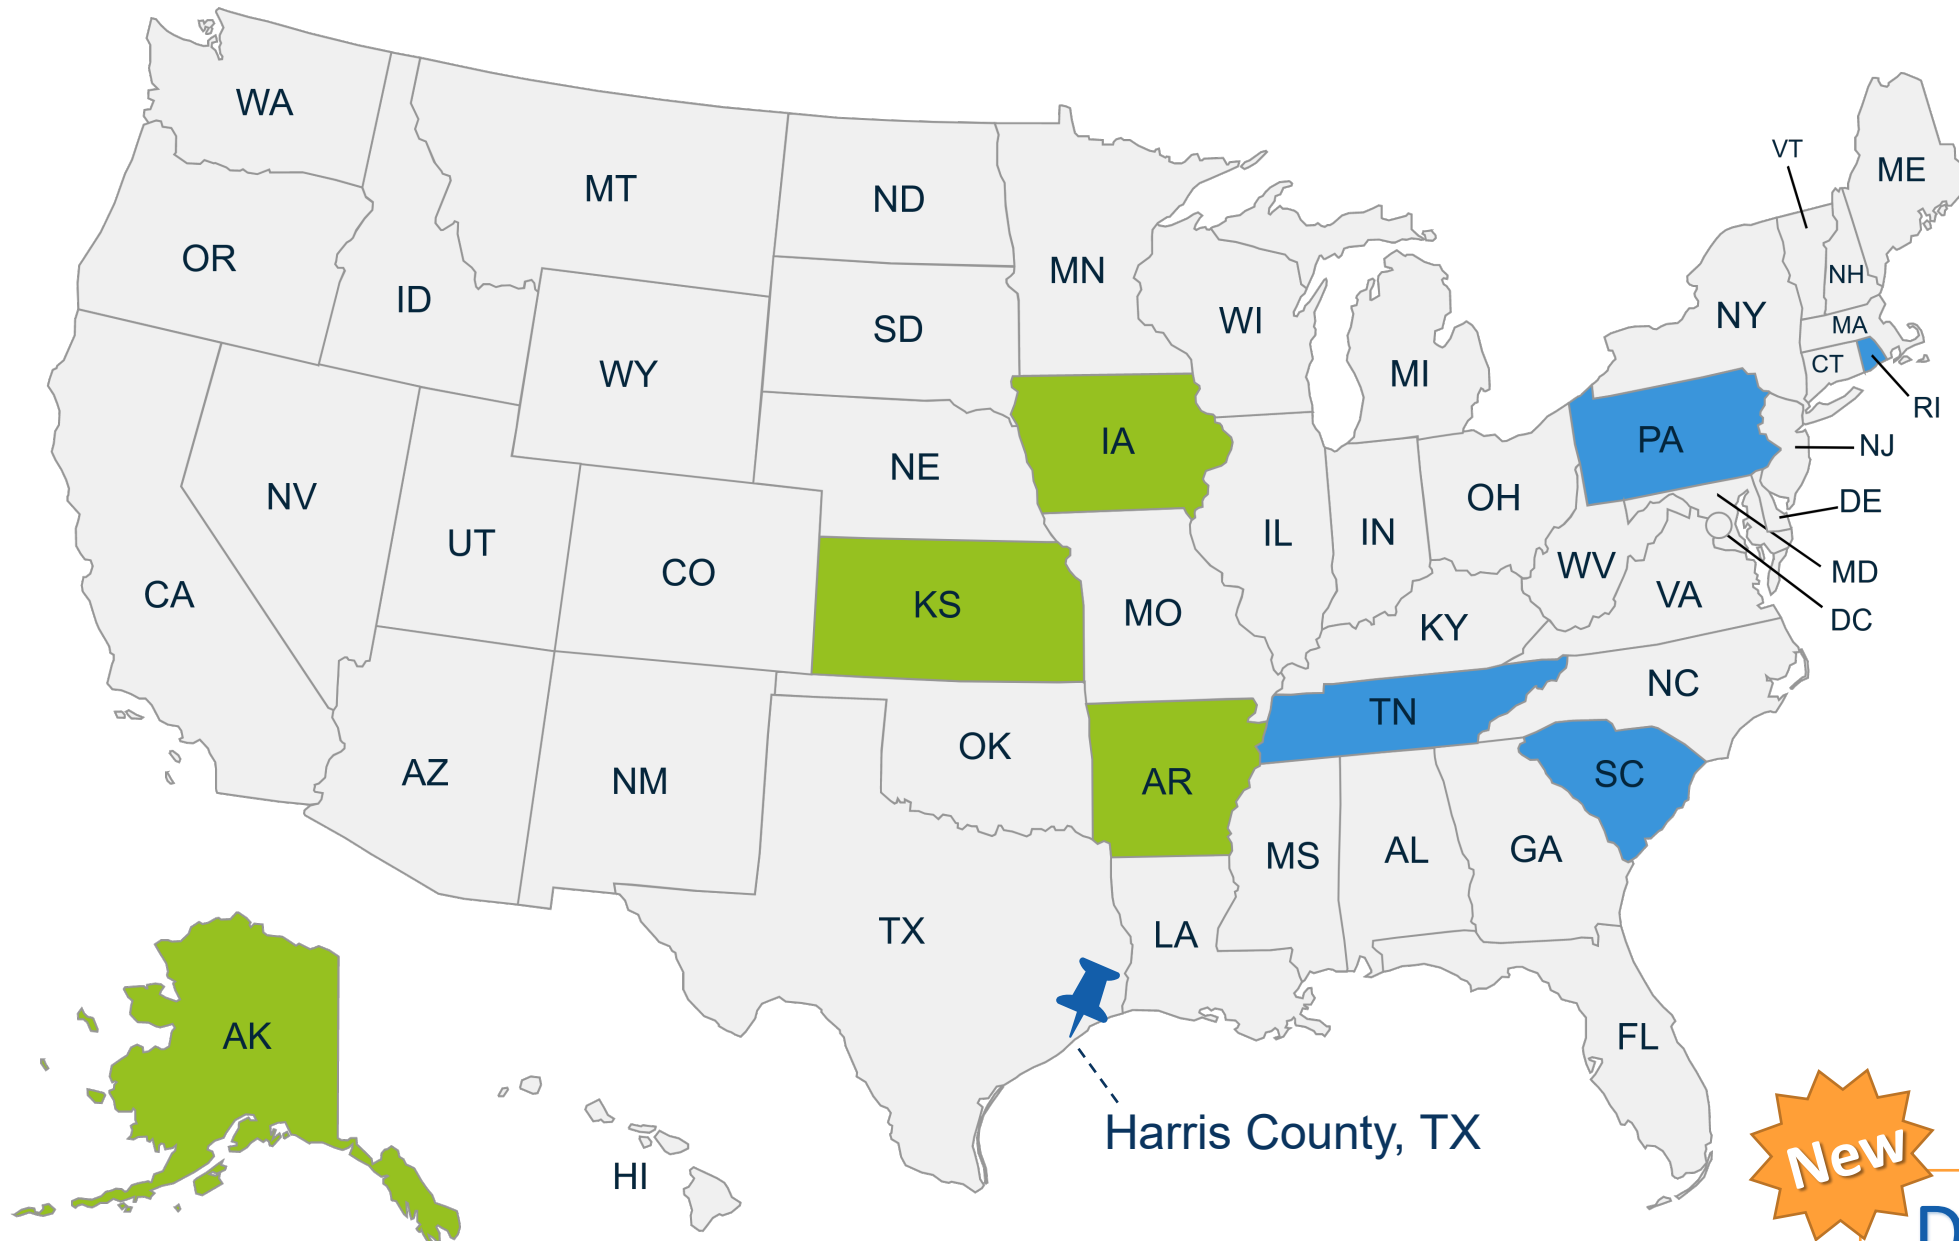 WA
MT
ND
MN
VT
ME
OR
ID
SD
WI
NH
NY
MA
WY
MI
CT
RI
IA
PA
NJ
NE
NV
OH
DE
UT
CO
IL
IN
WV
MD
CA
KS
MO
VA
DC
KY
NC
TN
OK
AZ
NM
AR
SC
MS
AL
GA
TX
LA
AK
FL
Harris County, TX
HI
New
D